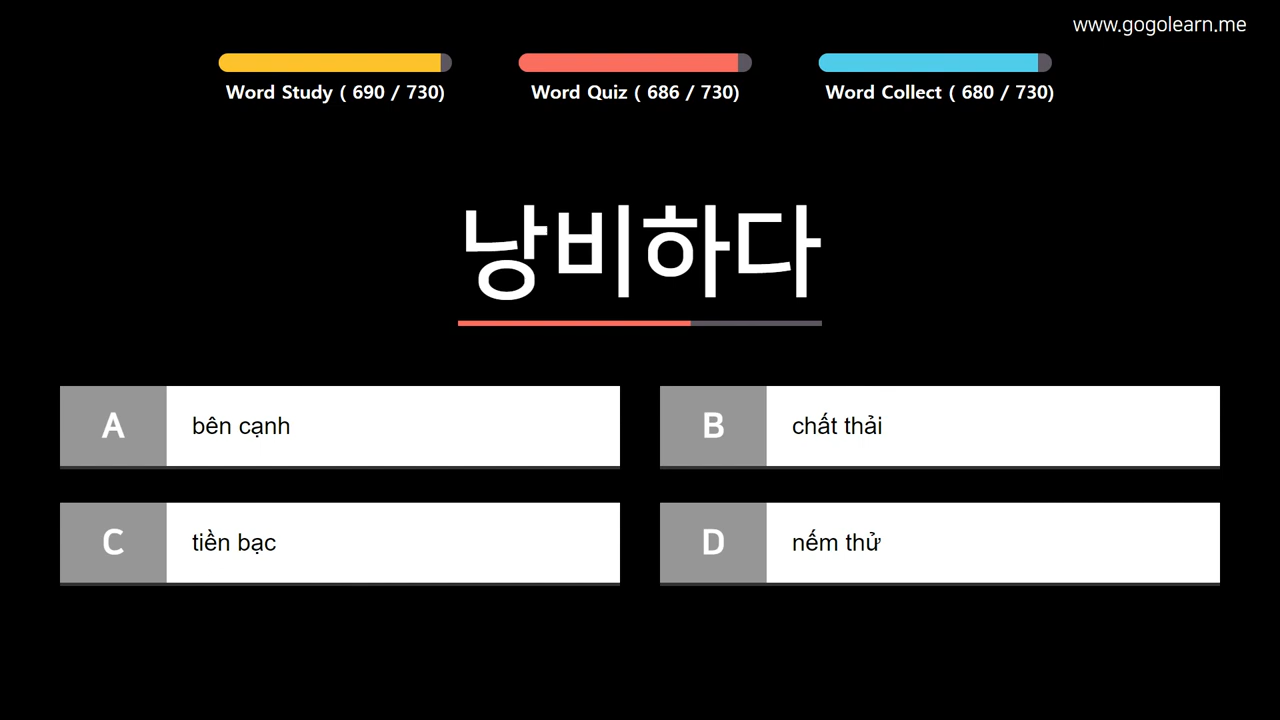 www.gogolearn.me
Word Study ( 690 / 730)
Word Quiz ( 686 / 730)
Word Collect ( 680 / 730)
낭비하다
A bên cạnh
B chất thải
C tiền bạc
D nếm thử